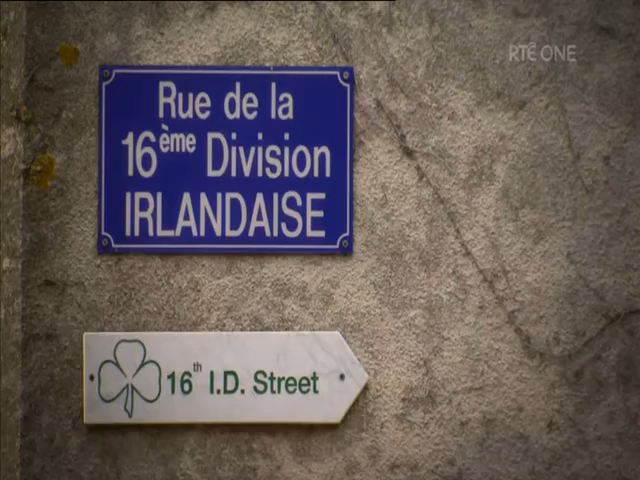 RTÉ ONE
Rue de la
16ème Division
IRLANDAISE
16th I.D. Street